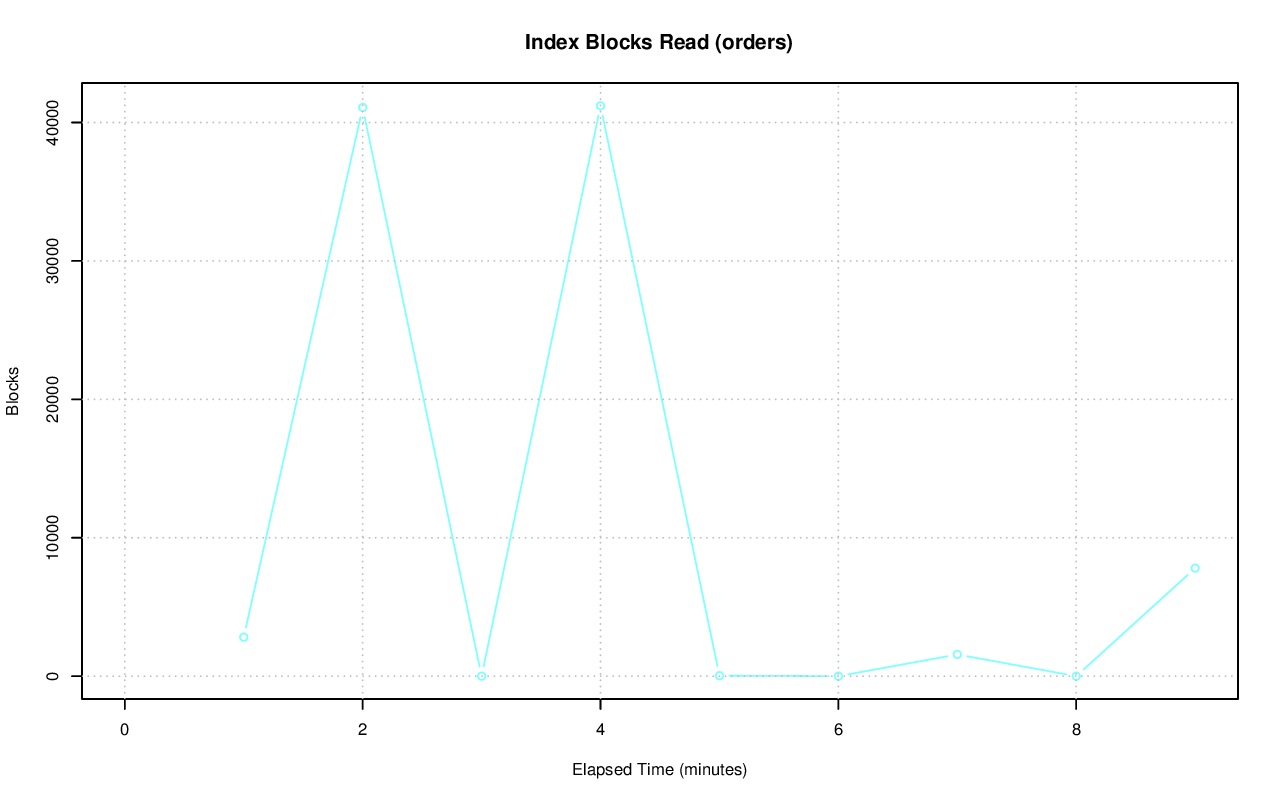 Index Blocks Read (orders)
Blocks
40000
30000
20000
10000
0
0 2 4 6 8
Elapsed Time (minutes)